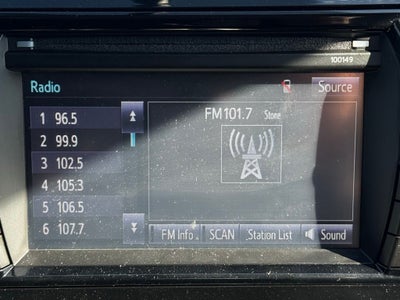 100149
Radio
Source
FM101.7 Stone
1 96.5
2 99.9
3 102.5
4 105.3
5 106.5
6 107.7
FM Info SCAN Station List Sound